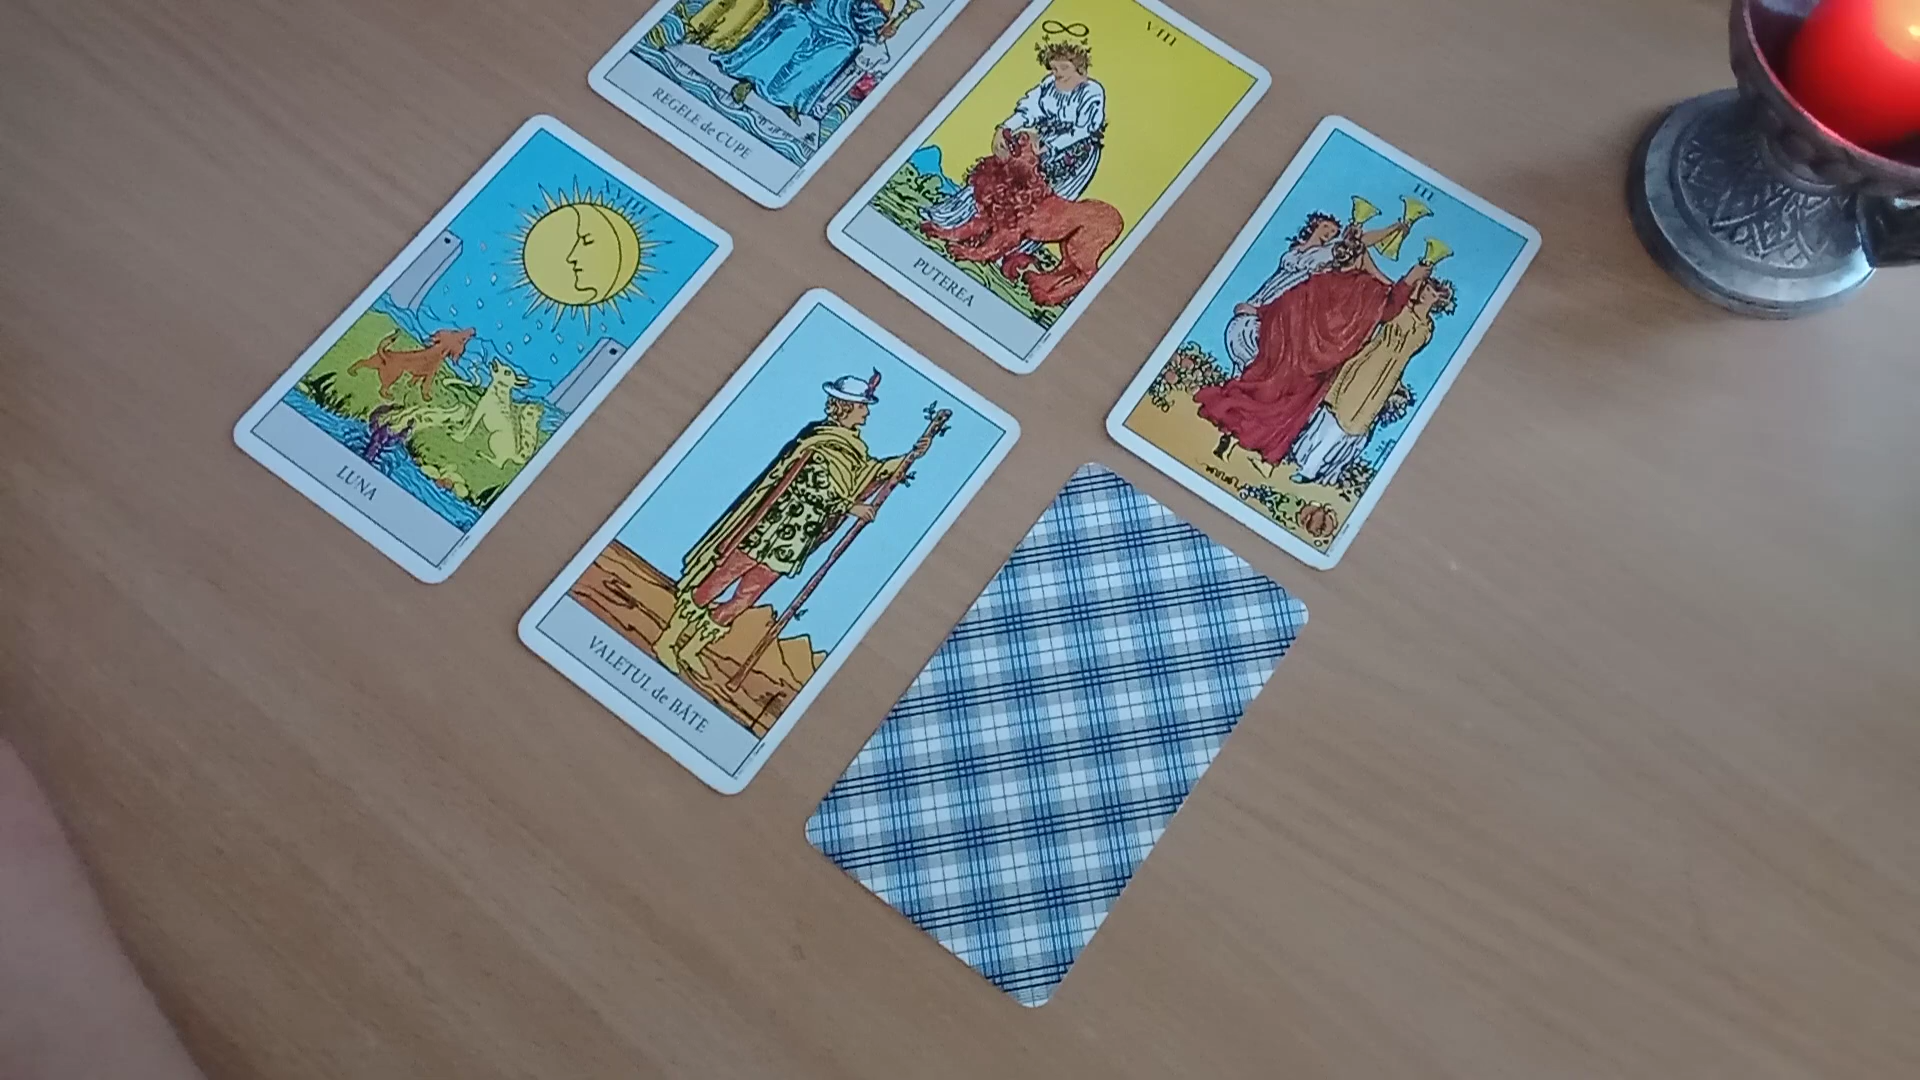 REGELE de CUPE
VIII
PUTEREA
III
XVIII
LUNA
VALETUL de BÂTE